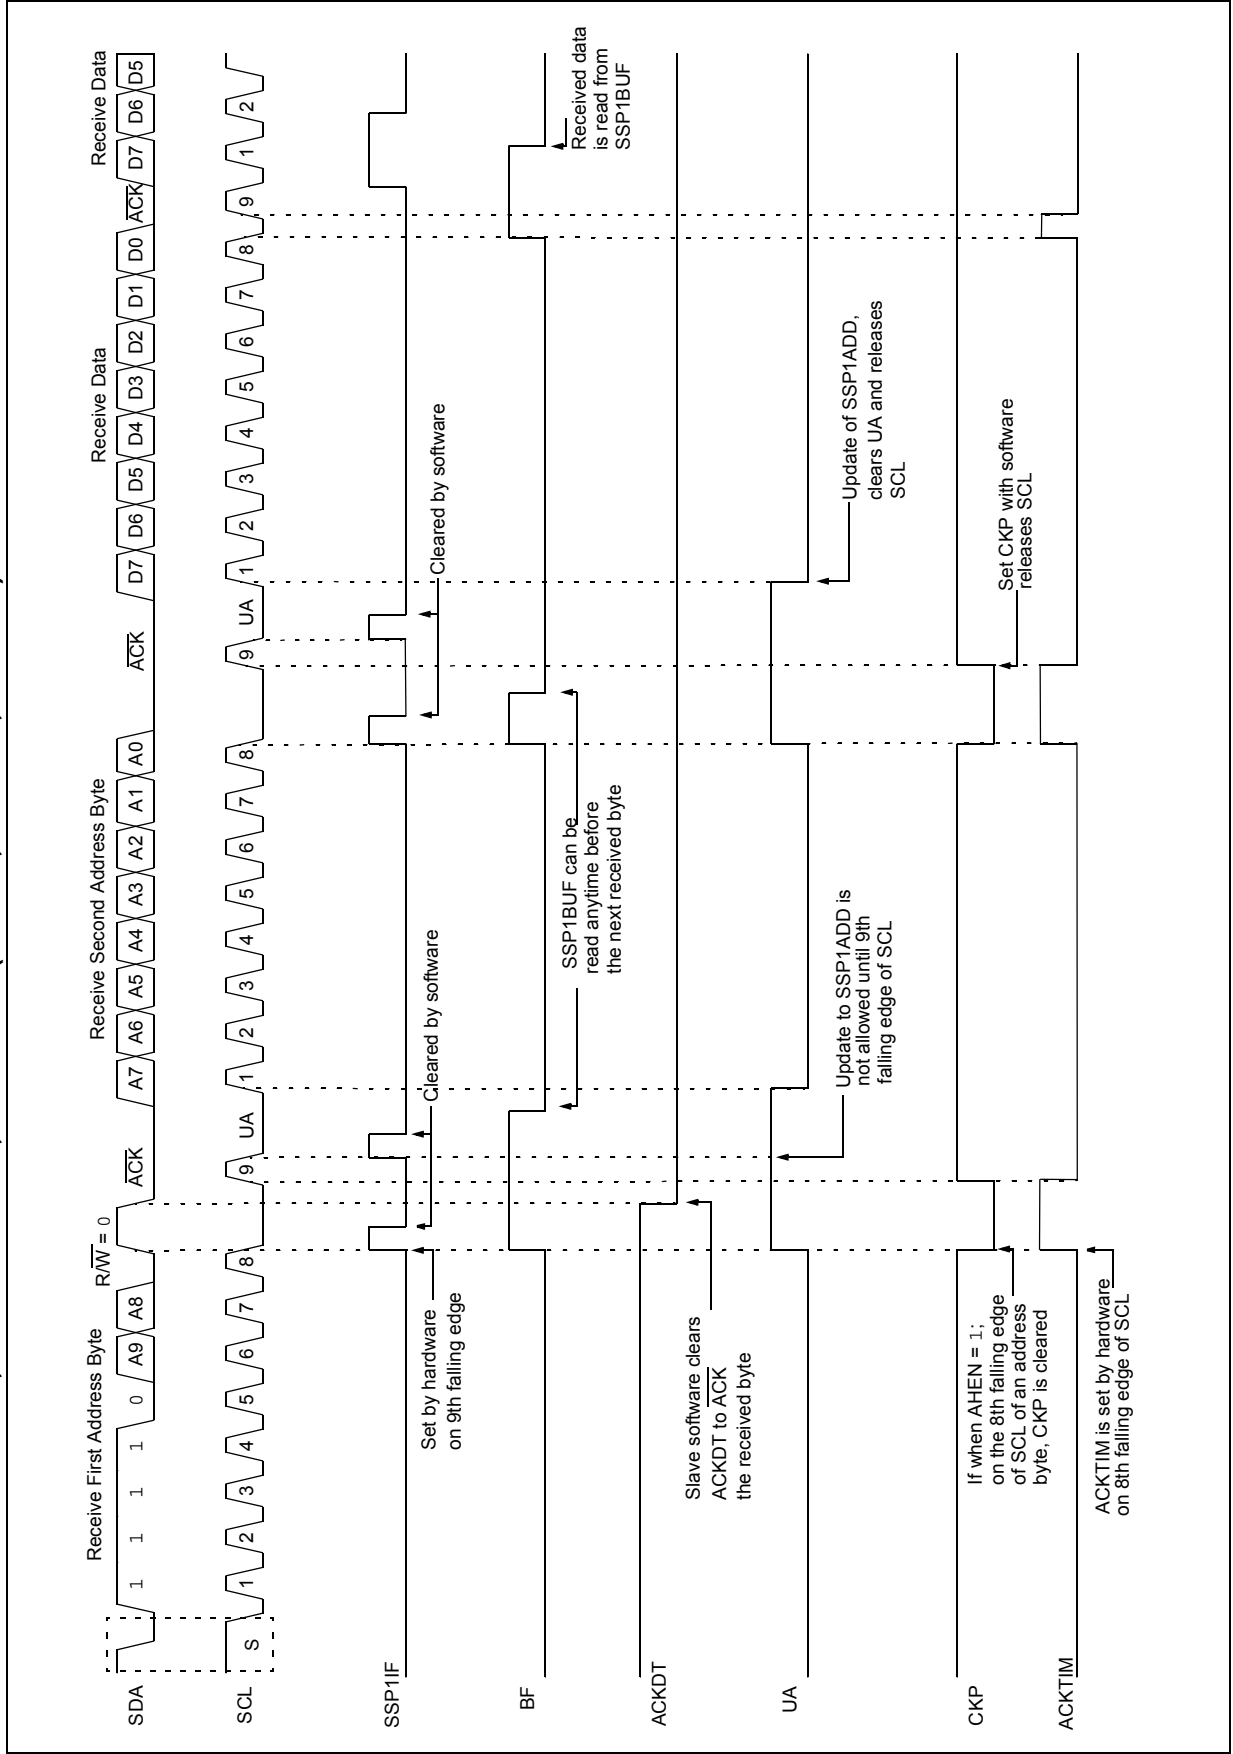 Receive First Address Byte
R/W = 0
Receive Second Address Byte
Receive Data
Receive Data
SDA 1 1 1 1 0 A9 A8 ACK A7 A6 A5 A4 A3 A2 A1 A0 ACK D7 D6 D5 D4 D3 D2 D1 D0 ACK D7 D6 D5
SCL S 1 2 3 4 5 6 7 8 9 UA 1 2 3 4 5 6 7 8 9 UA 1 2 3 4 5 6 7 8 9 1 2
SSP1IF
Set by hardware
on 9th falling edge
Cleared by software
Cleared by software
BF
SSP1BUF can be
read anytime before
the next received byte
Received data
is read from
SSP1BUF
ACKDT
Slave software clears
ACKDT to ACK
the received byte
UA
Update to SSP1ADD is
not allowed until 9th
falling edge of SCL
Update of SSP1ADD,
clears UA and releases
SCL
CKP
If when AHEN = 1;
on the 8th falling edge
of SCL of an address
byte, CKP is cleared
Set CKP with software
releases SCL
ACKTIM
ACKTIM is set by hardware
on 8th falling edge of SCL